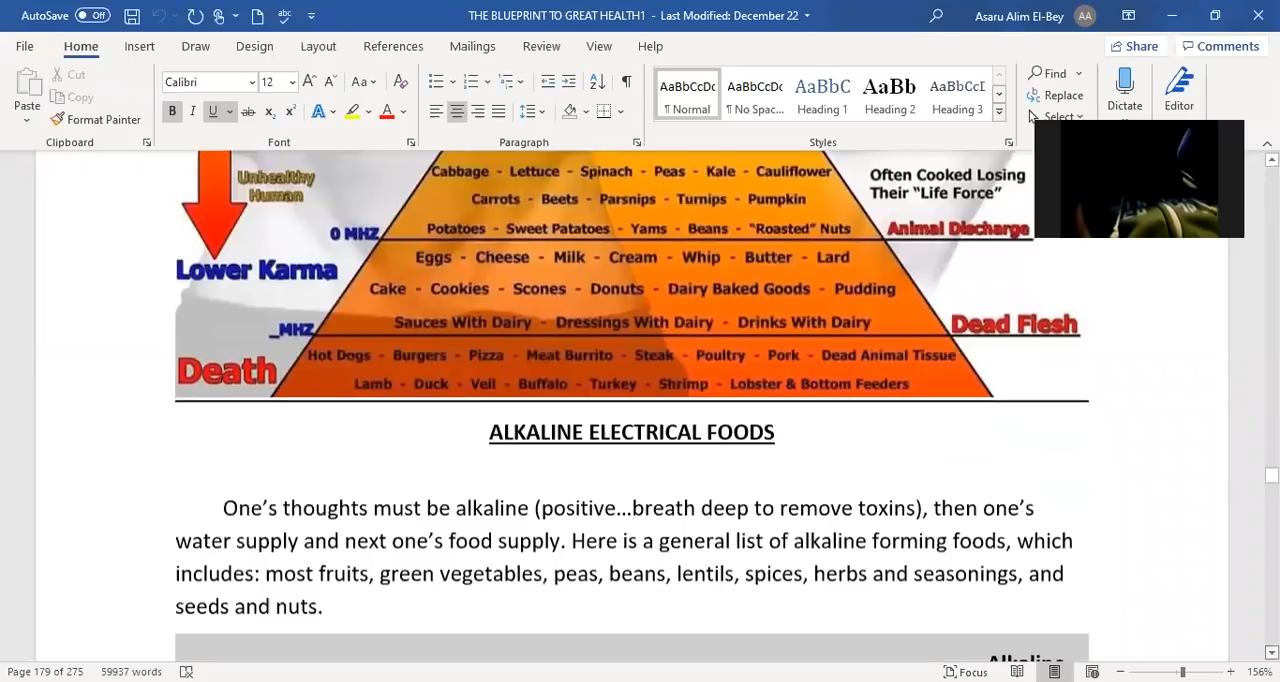 AutoSave Off
THE BLUEPRINT TO GREAT HEALTH1 - Last Modified: December 22
Asaru Alim El-Bey AA
File Home Insert Draw Design Layout References Mailings Review View Help
Share Comments
Paste
Cut
Copy
Format Painter
Calibri 12
AaBbCcDc AaBbCcDc AaBbC AaBb AaBbCcI
¶ Normal ¶ No Spac... Heading 1 Heading 2 Heading 3
Find
Replace
Select
Dictate
Editor
Clipboard Font Paragraph Styles
Unhealthy
Human
Cabbage - Lettuce - Spinach - Peas - Kale - Cauliflower
Carrots - Beets - Parsnips - Turnips - Pumpkin
Often Cooked Losing
Their "Life Force"
0 MHZ
Potatoes - Sweet Patatoes - Yams - Beans - "Roasted" Nuts
Animal Discharge
Lower Karma
Eggs - Cheese - Milk - Cream - Whip - Butter - Lard
Cake - Cookies - Scones - Donuts - Dairy Baked Goods - Pudding
_MHZ
Sauces With Dairy - Dressings With Dairy - Drinks With Dairy
Dead Flesh
Death
Hot Dogs - Burgers - Pizza - Meat Burrito - Steak - Poultry - Pork - Dead Animal Tissue
Lamb - Duck - Veil - Buffalo - Turkey - Shrimp - Lobster & Bottom Feeders
ALKALINE ELECTRICAL FOODS
One's thoughts must be alkaline (positive...breath deep to remove toxins), then one's
water supply and next one's food supply. Here is a general list of alkaline forming foods, which
includes: most fruits, green vegetables, peas, beans, lentils, spices, herbs and seasonings, and
seeds and nuts.
Alkaline
Page 179 of 275 59937 words
Focus
156%